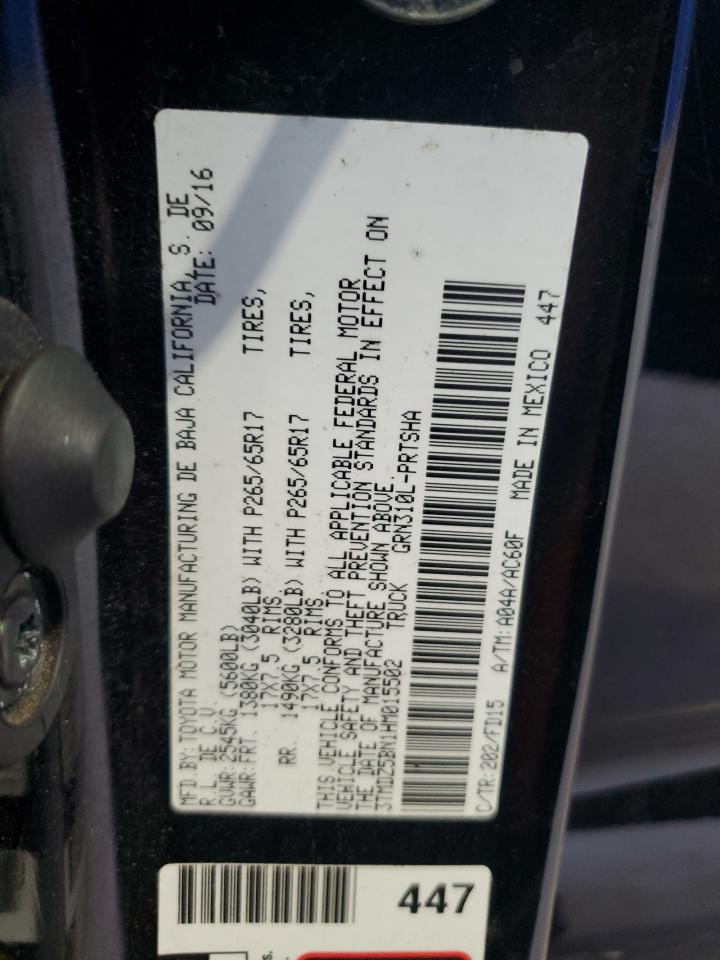 MFD BY: TOYOTA MOTOR MANUFACTURING DE BAJA CALIFORNIA, S. DE
R.L. DE C.V. DATE: 09/16
GVWR: 2545KG (5600LB)
GAWR: FRT. 1380KG (3040LB) WITH P265/65R17 TIRES,
17X7.5 RIMS
RR. 1490KG (3280LB) WITH P265/65R17 TIRES,
17X7.5 RIMS
THIS VEHICLE CONFORMS TO ALL APPLICABLE FEDERAL MOTOR
VEHICLE SAFETY AND THEFT PREVENTION STANDARDS IN EFFECT ON
THE DATE OF MANUFACTURE SHOWN ABOVE.
3TMDZ5BN1HM015502 TRUCK GRN310L-PRTSHA
C/TR: 202/FD15 A/TM: A04A/AC60F MADE IN MEXICO 447
447